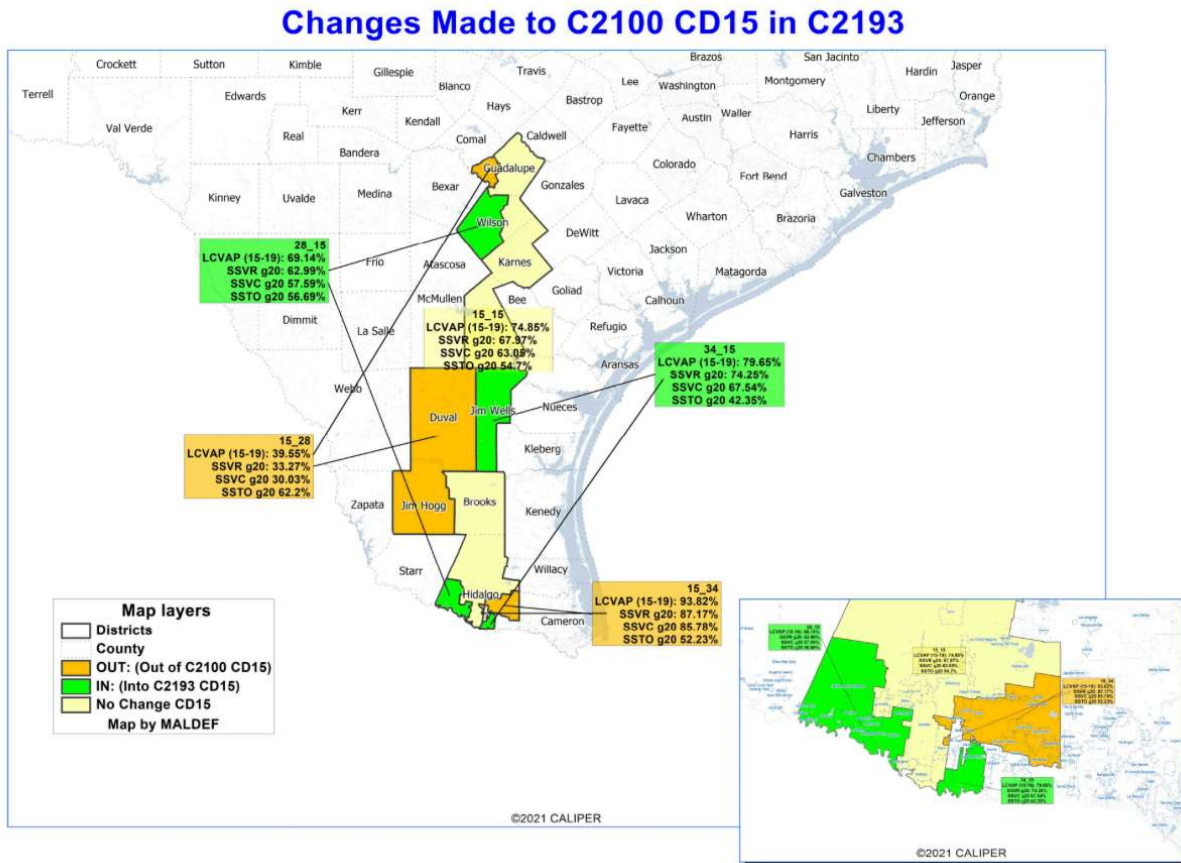 Changes Made to C2100 CD15 in C2193
Crockett
Sutton
Kimble
Gillespie
Blanco
Travis
Lee
Brazos
San Jacinto
Hardin
Jasper
Terrell
Val Verde
Edwards
Kerr
Kendall
Hays
Bastrop
Washington
Montgomery
Liberty
Orange
Real
Bandera
Comal
Caldwell
Fayette
Austin
Waller
Harris
Jefferson
Chambers
Kinney
Uvalde
Medina
Bexar
Guadalupe
Gonzales
Colorado
Fort Bend
Galveston
Lavaca
Wilson
DeWitt
Wharton
Brazoria
28_15
LCVAP (15-19): 69.14%
SSVR g20: 62.99%
SSVC g20 57.59%
SSTO g20 56.69%
Frio
Atascosa
Karnes
Jackson
Matagorda
Victoria
Goliad
McMullen
Bee
Calhoun
Dimmit
La Salle
Refugio
Aransas
15_15
LCVAP (15-19): 74.85%
SSVR g20: 67.97%
SSVC g20 63.05%
SSTO g20 54.7%
34_15
LCVAP (15-19): 79.65%
SSVR g20: 74.25%
SSVC g20 67.54%
SSTO g20 42.35%
Webb
Duval
Jim Wells
Nueces
Kleberg
15_28
LCVAP (15-19): 39.55%
SSVR g20: 33.27%
SSVC g20 30.03%
SSTO g20 62.2%
Zapata
Jim Hogg
Brooks
Kenedy
Starr
Willacy
Hidalgo
Cameron
15_34
LCVAP (15-19): 93.82%
SSVR g20: 87.17%
SSVC g20 85.78%
SSTO g20 52.23%
Map layers
Districts
County
OUT: (Out of C2100 CD15)
IN: (Into C2193 CD15)
No Change CD15
Map by MALDEF
©2021 CALIPER
©2021 CALIPER